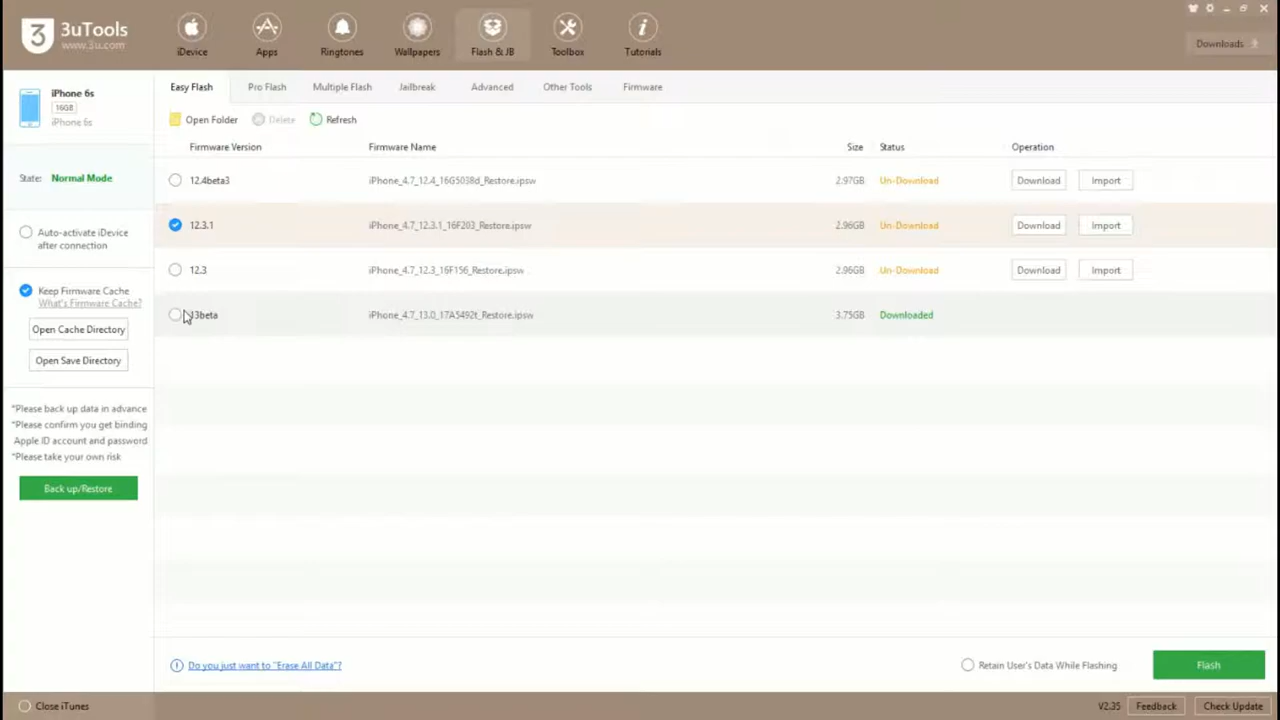 3 3uTools
www.3u.com
iDevice Apps Ringtones Wallpapers Flash & JB Toolbox Tutorials
Downloads
iPhone 6s
16GB
iPhone 6s
State: Normal Mode
Auto-activate iDevice
after connection
Keep Firmware Cache
What's Firmware Cache?
Open Cache Directory
Open Save Directory
*Please back up data in advance
*Please confirm you get binding
Apple ID account and password
*Please take your own risk
Back up/Restore
Easy Flash Pro Flash Multiple Flash Jailbreak Advanced Other Tools Firmware
Open Folder Delete Refresh
Firmware Version Firmware Name Size Status Operation
12.4beta3 iPhone_4.7_12.4_16G5038d_Restore.ipsw 2.97GB Un-Download Download Import
12.3.1 iPhone_4.7_12.3.1_16F203_Restore.ipsw 2.96GB Un-Download Download Import
12.3 iPhone_4.7_12.3_16F156_Restore.ipsw 2.96GB Un-Download Download Import
13beta iPhone_4.7_13.0_17A5492t_Restore.ipsw 3.75GB Downloaded
Do you just want to "Erase All Data"? Retain User's Data While Flashing Flash
Close iTunes V2.35 Feedback Check Update